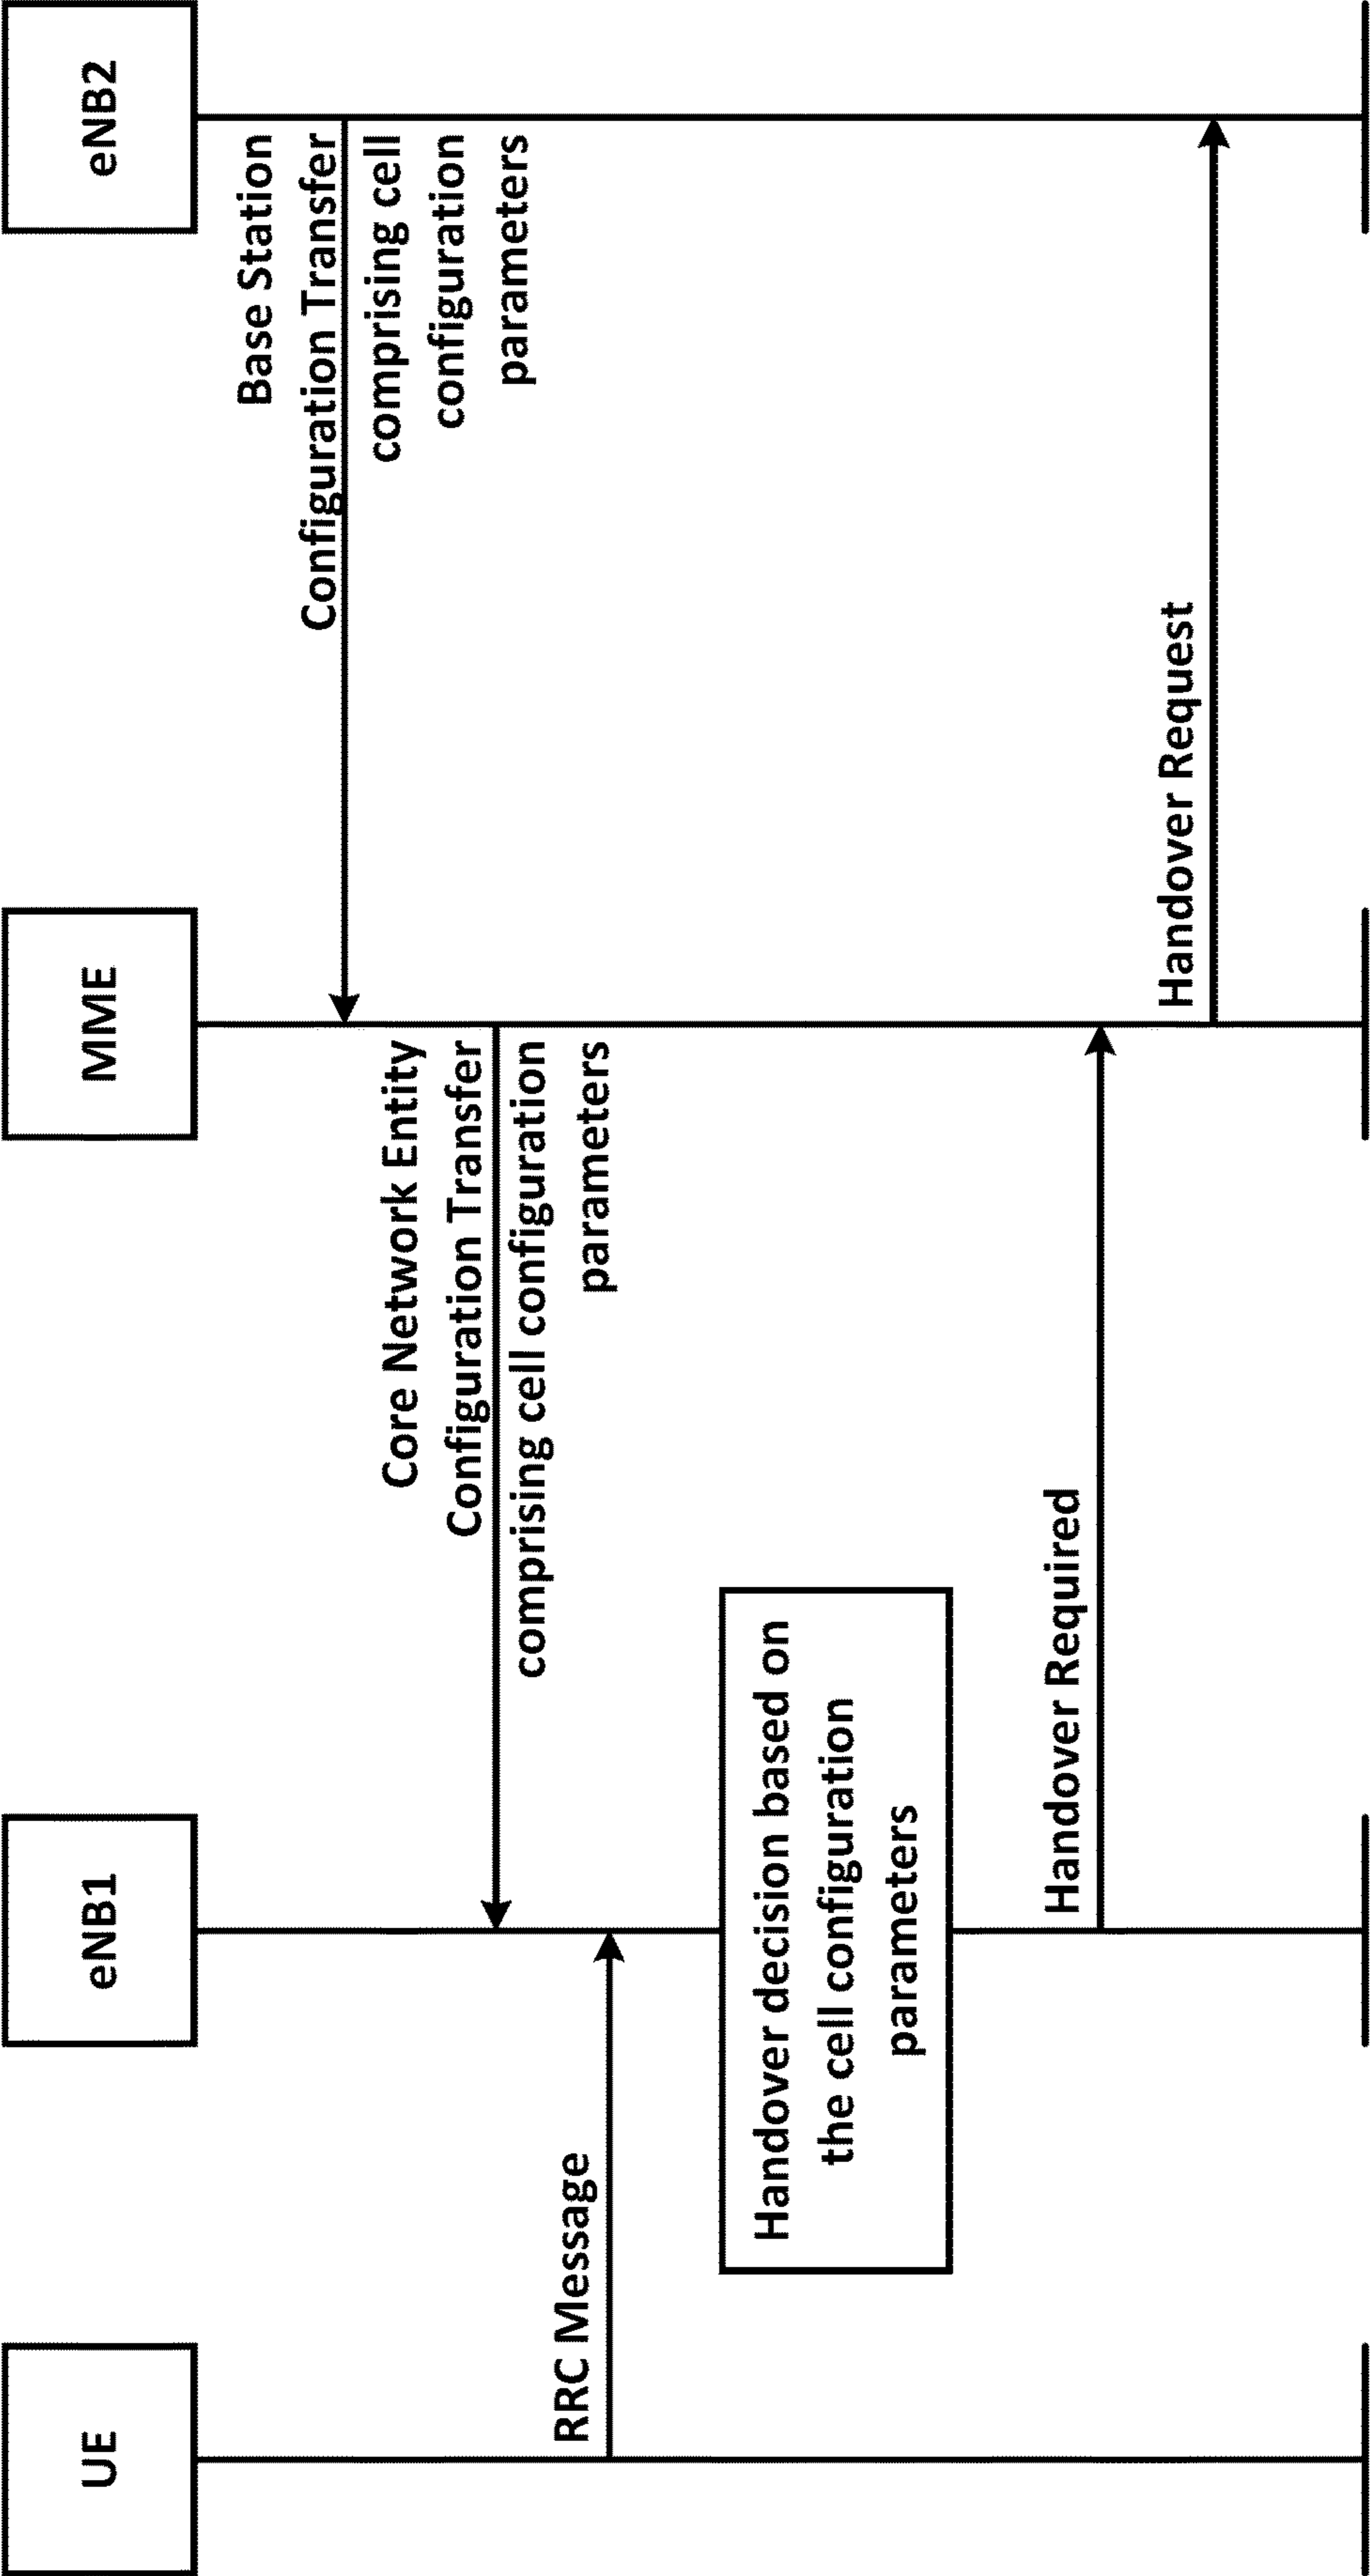 UE
eNB1
MME
eNB2
Base Station
Configuration Transfer
comprising cell
configuration
parameters
Core Network Entity
Configuration Transfer
comprising cell configuration
parameters
RRC Message
Handover decision based on
the cell configuration
parameters
Handover Required
Handover Request